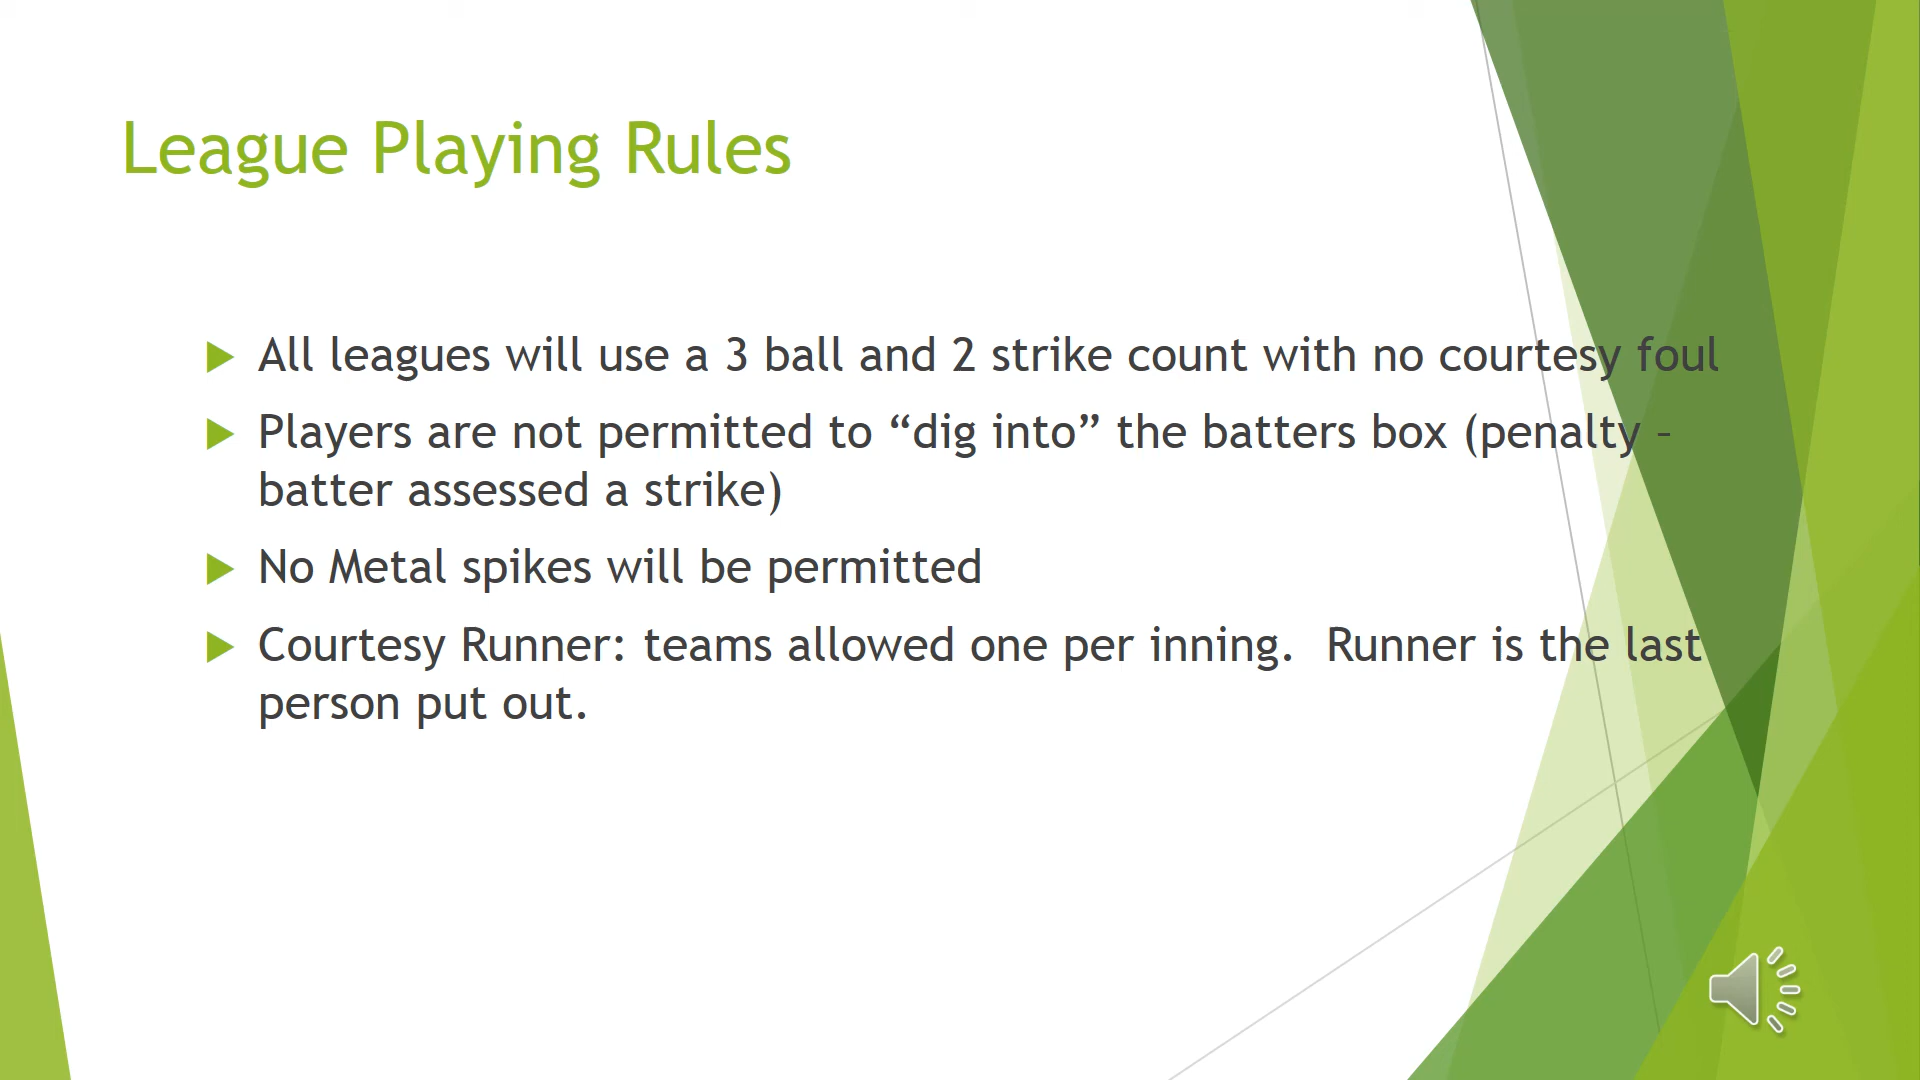 League Playing Rules
All leagues will use a 3 ball and 2 strike count with no courtesy foul
Players are not permitted to “dig into” the batters box (penalty –
batter assessed a strike)
No Metal spikes will be permitted
Courtesy Runner: teams allowed one per inning.  Runner is the last
person put out.